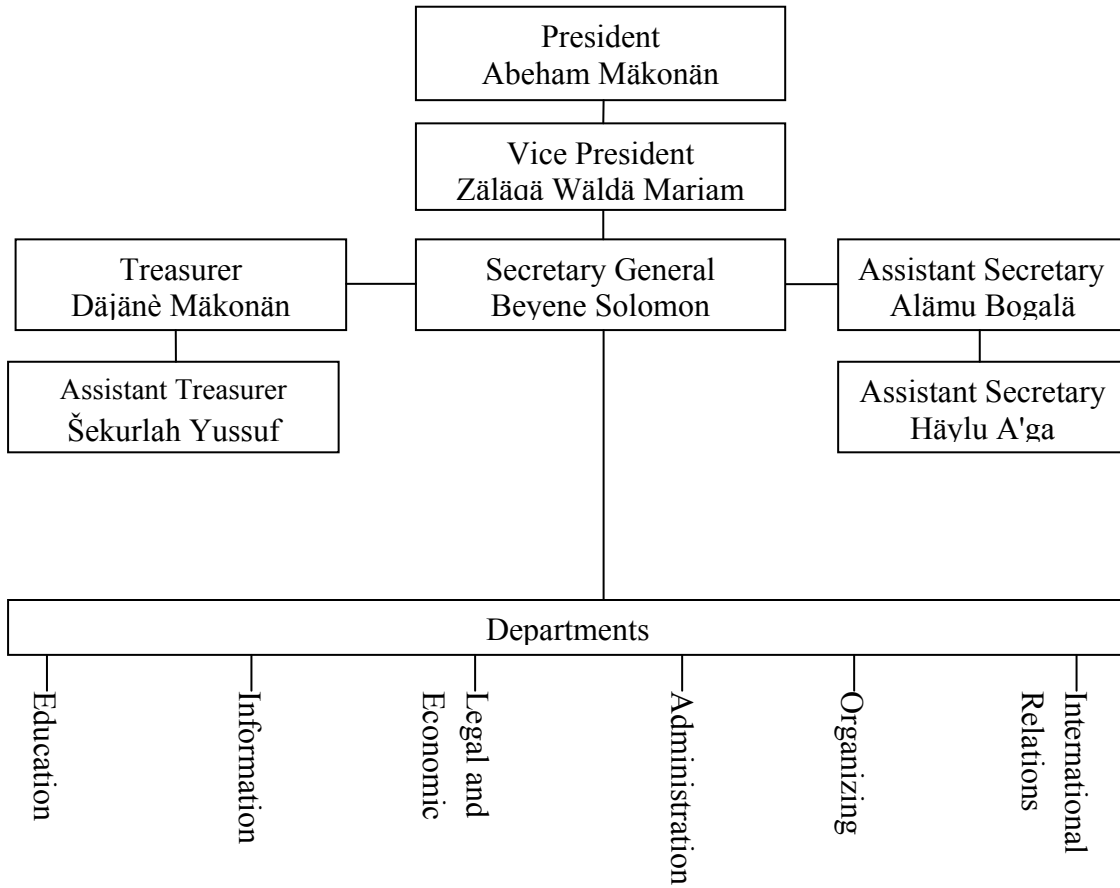 President
Abeham Mäkonän
Vice President
Zäläqä Wäldä Mariam
Treasurer
Däjänè Mäkonän
Secretary General
Beyene Solomon
Assistant Secretary
Alämu Bogalä
Assistant Treasurer
Šekurlah Yussuf
Assistant Secretary
Häylu A'ga
Departments
Education
Information
Legal and
Economic
Administration
Organizing
International
Relations